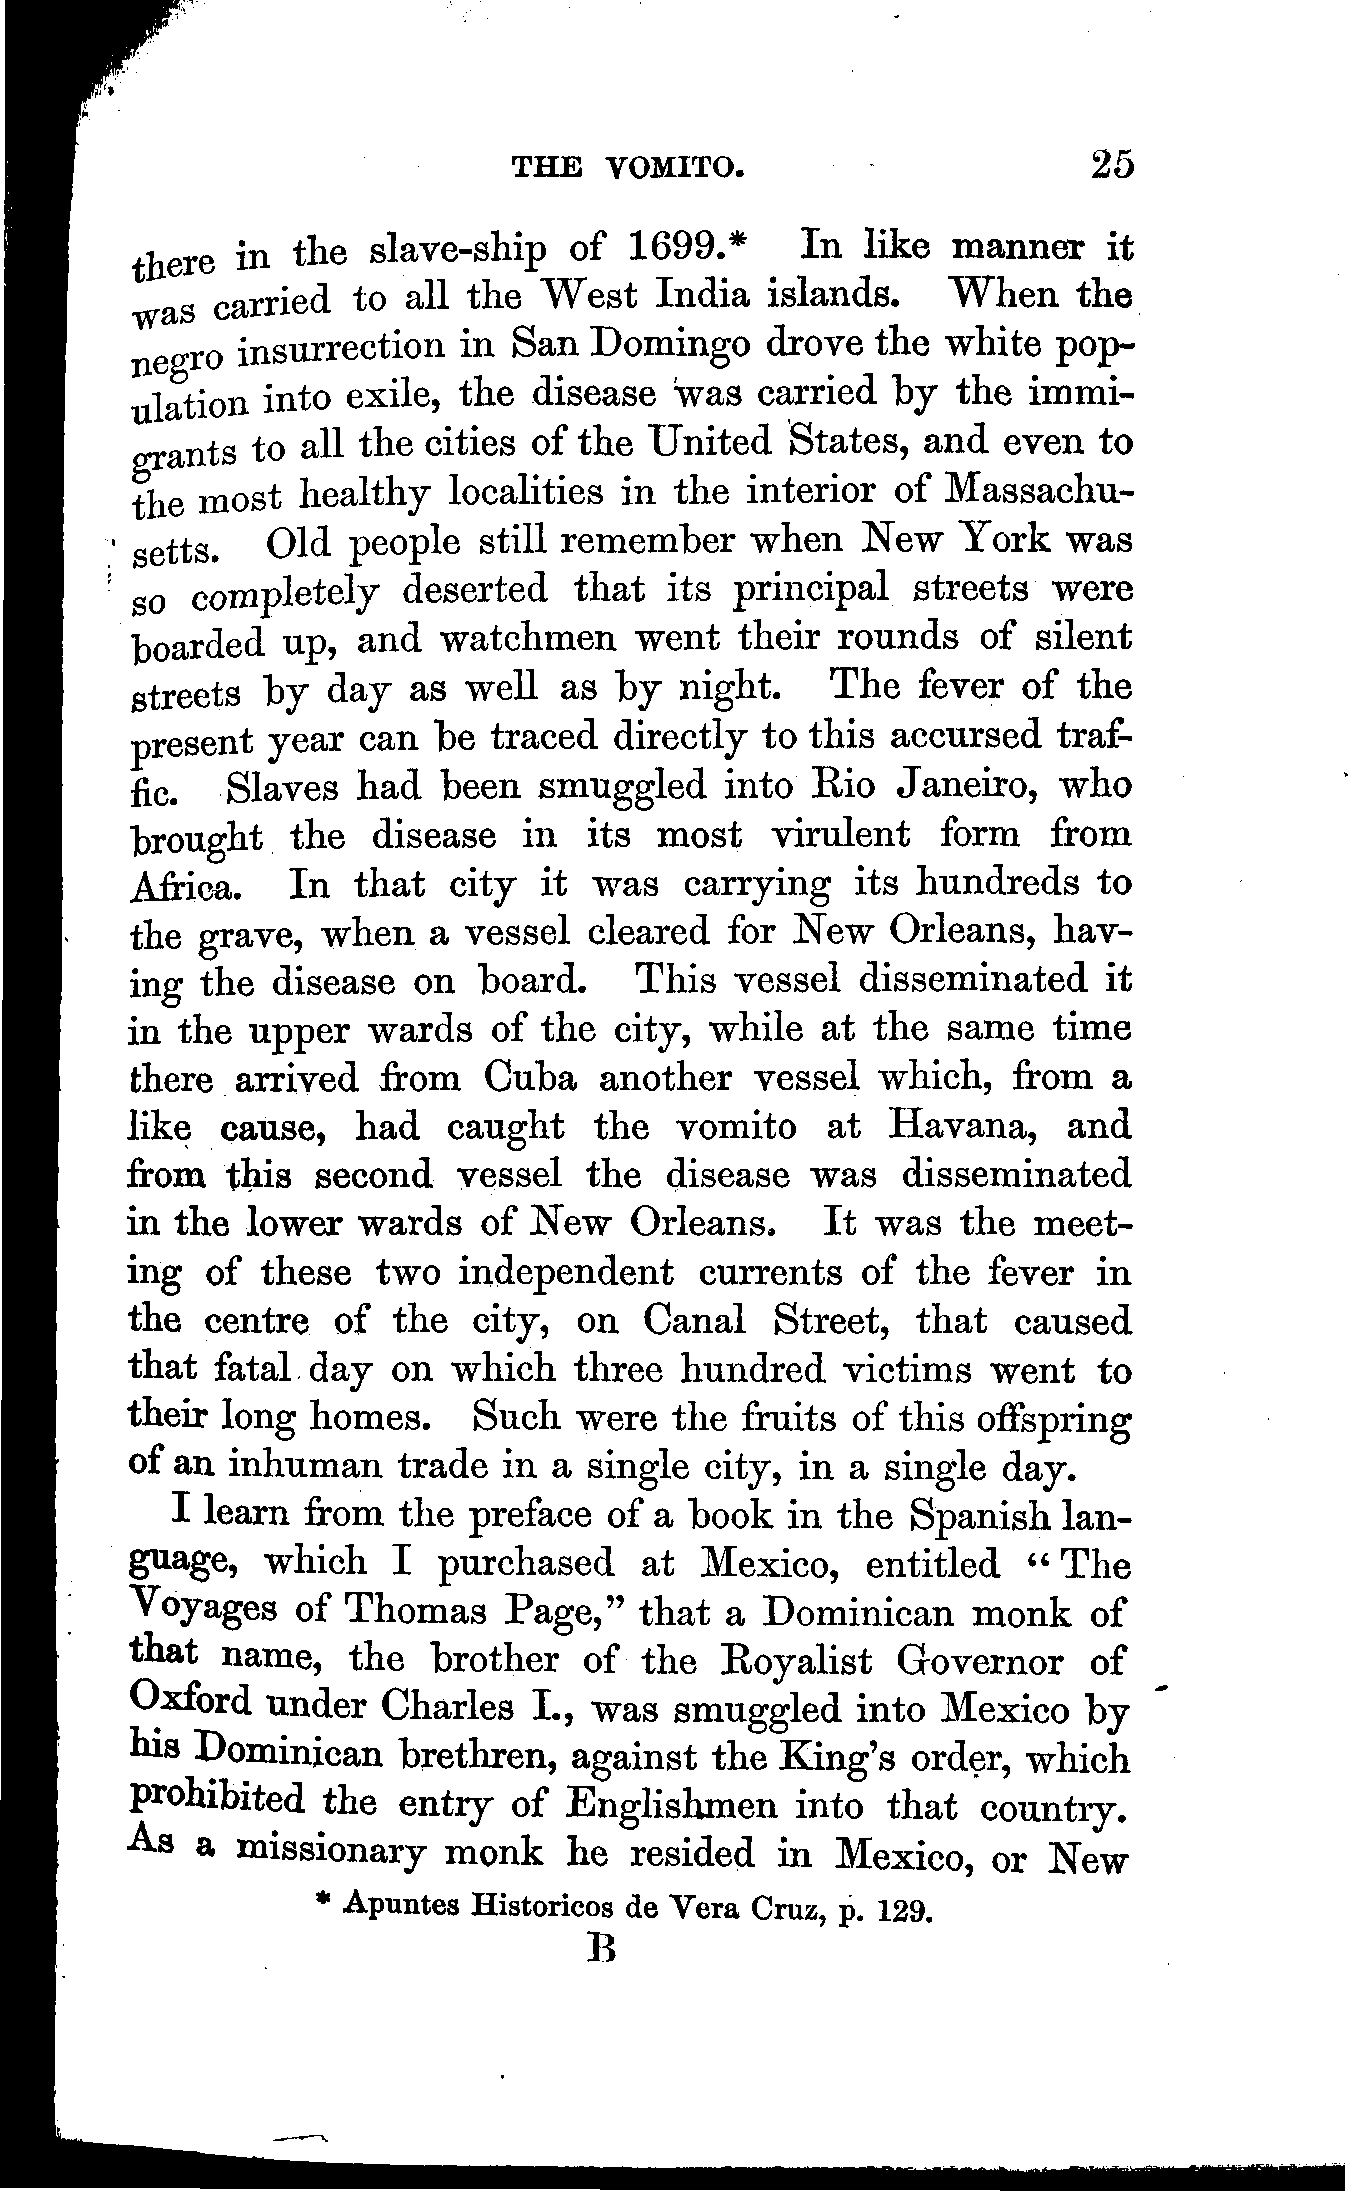 THE VOMITO. 25
there in the slave-ship of 1699.* In like manner it
was carried to all the West India islands. When the
negro insurrection in San Domingo drove the white pop-
ulation into exile, the disease was carried by the immi-
grants to all the cities of the United States, and even to
the most healthy localities in the interior of Massachu-
setts. Old people still remember when New York was
so completely deserted that its principal streets were
boarded up, and watchmen went their rounds of silent
streets by day as well as by night. The fever of the
present year can be traced directly to this accursed traf-
fic. Slaves had been smuggled into Rio Janeiro, who
brought the disease in its most virulent form from
Africa. In that city it was carrying its hundreds to
the grave, when a vessel cleared for New Orleans, hav-
ing the disease on board. This vessel disseminated it
in the upper wards of the city, while at the same time
there arrived from Cuba another vessel which, from a
like cause, had caught the vomito at Havana, and
from this second vessel the disease was disseminated
in the lower wards of New Orleans. It was the meet-
ing of these two independent currents of the fever in
the centre of the city, on Canal Street, that caused
that fatal day on which three hundred victims went to
their long homes. Such were the fruits of this offspring
of an inhuman trade in a single city, in a single day.
I learn from the preface of a book in the Spanish lan-
guage, which I purchased at Mexico, entitled “The
Voyages of Thomas Page,” that a Dominican monk of
that name, the brother of the Royalist Governor of
Oxford under Charles I., was smuggled into Mexico by
his Dominican brethren, against the King's order, which
prohibited the entry of Englishmen into that country.
As a missionary monk he resided in Mexico, or New
* Apuntes Historicos de Vera Cruz, p. 129.
B